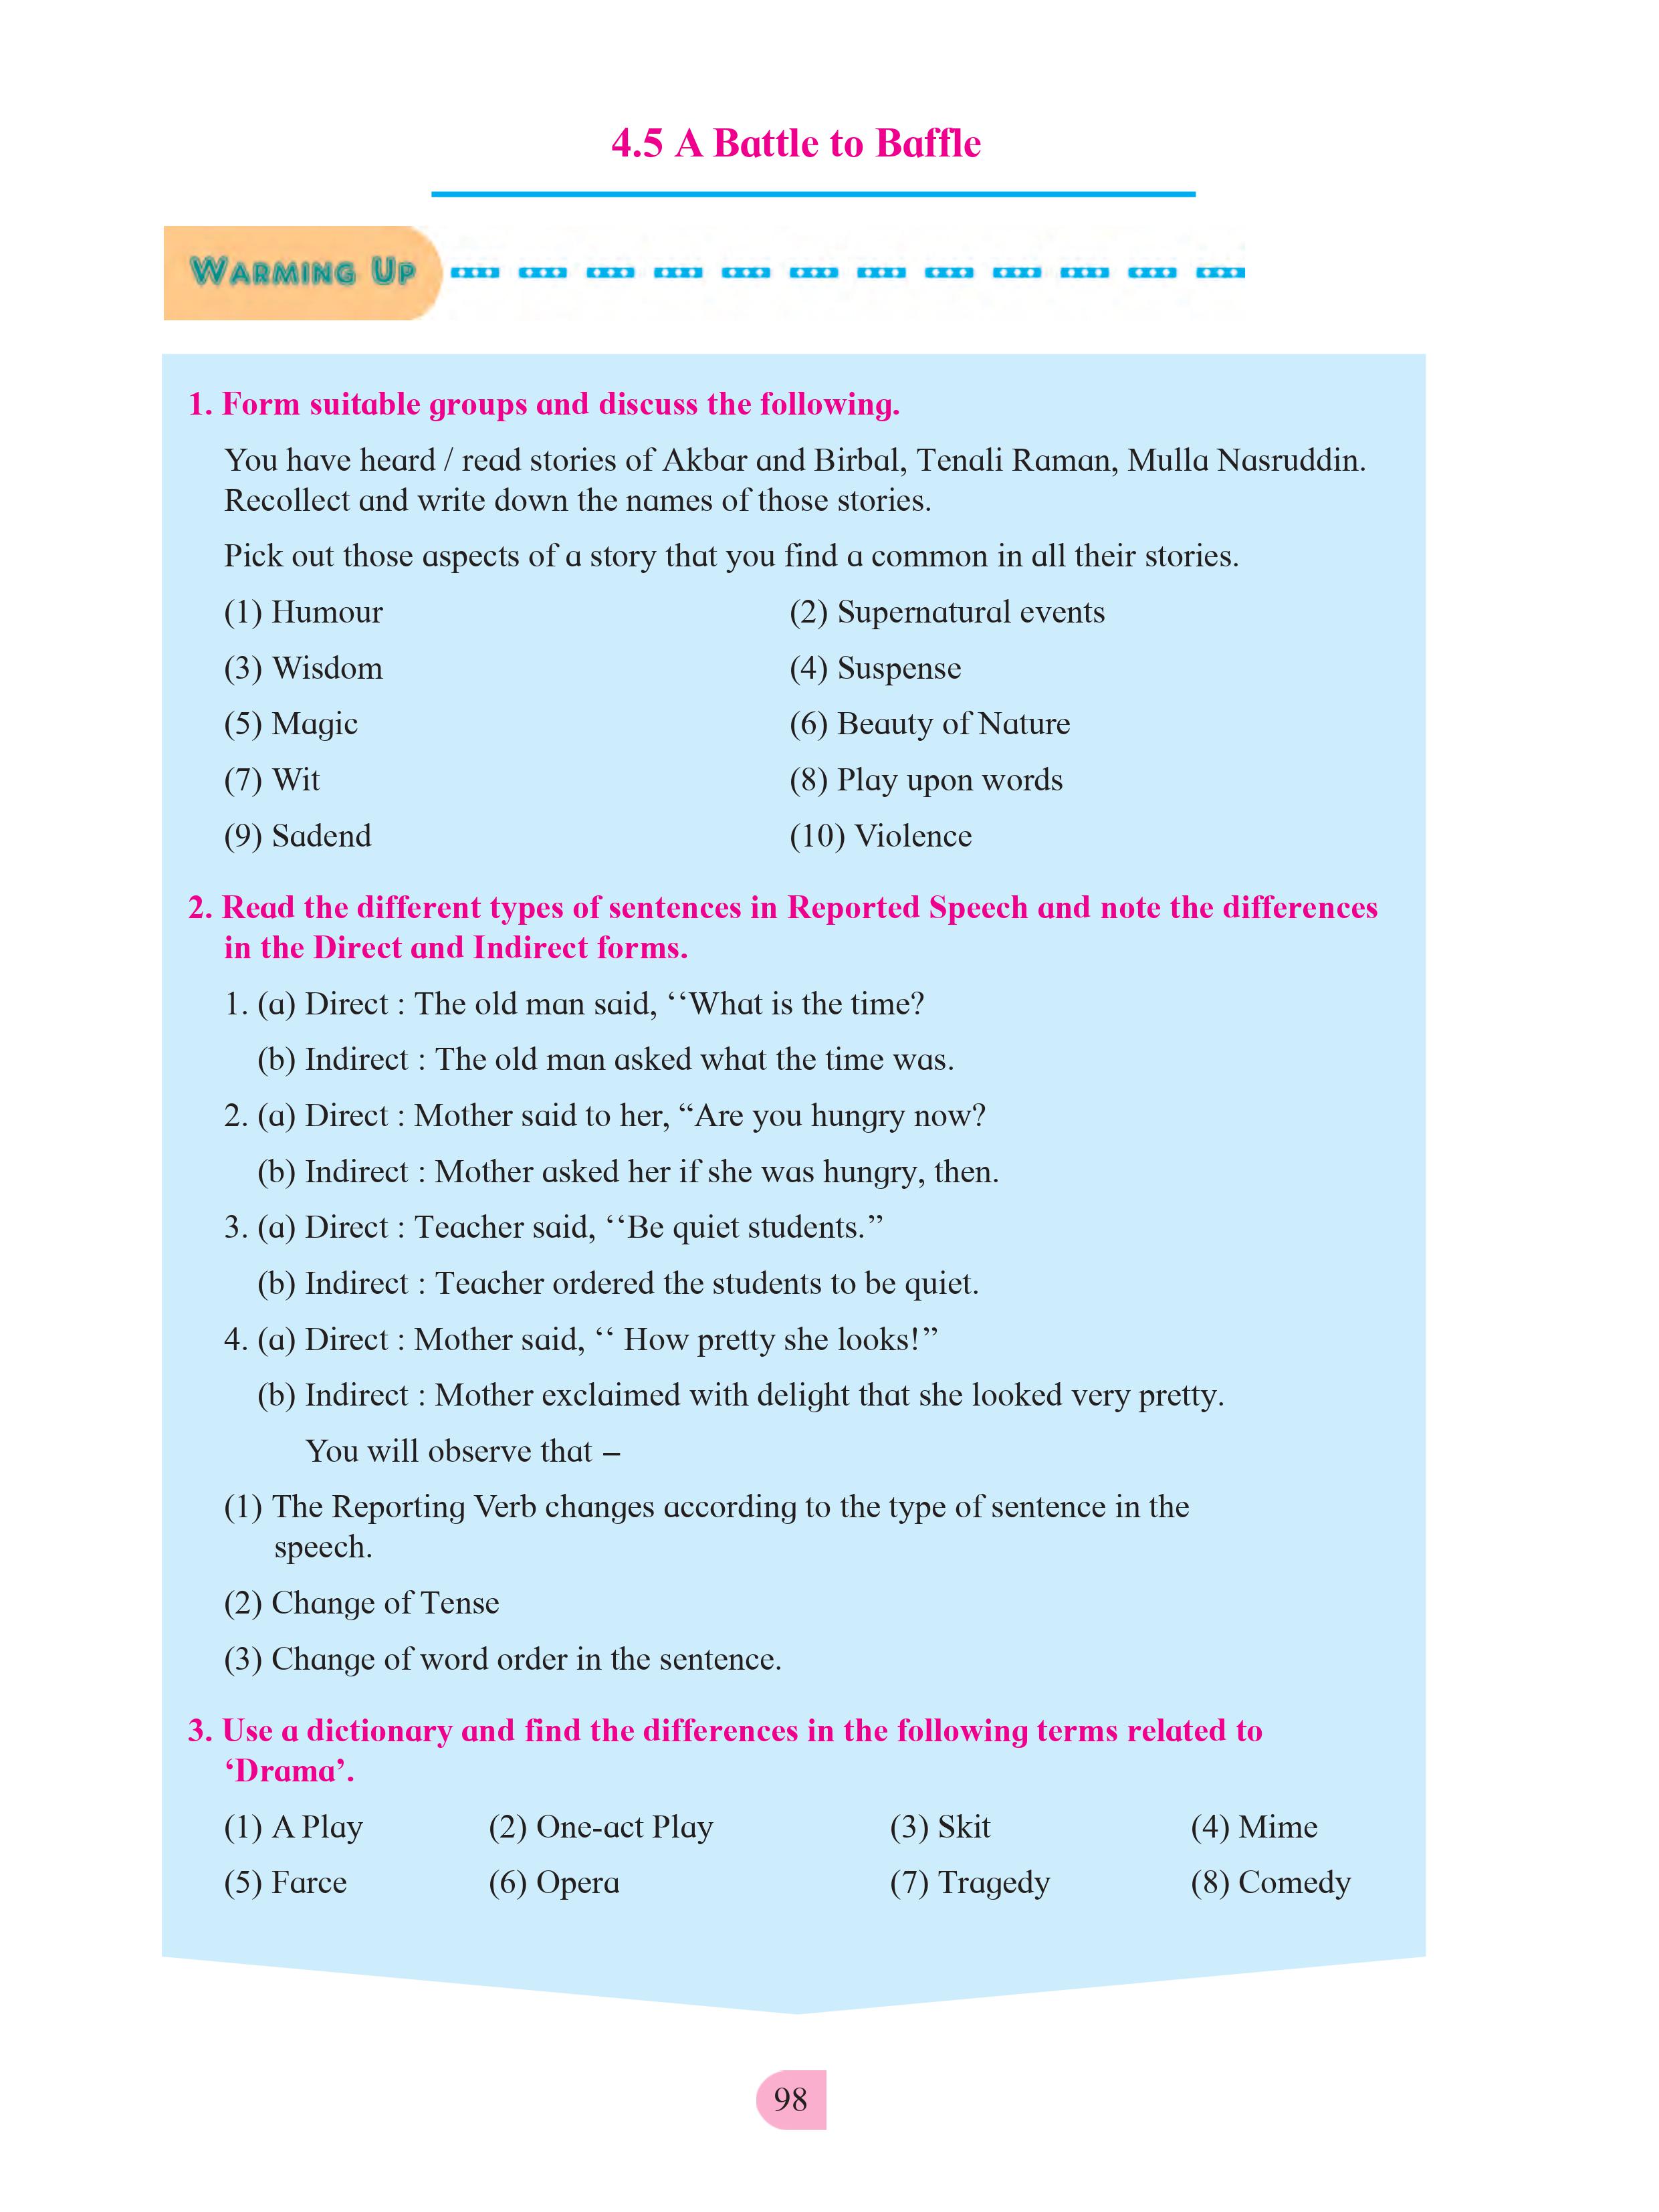 4.5 A Battle to Baffle
WARMING UP
1. Form suitable groups and discuss the following.
You have heard / read stories of Akbar and Birbal, Tenali Raman, Mulla Nasruddin.
Recollect and write down the names of those stories.
Pick out those aspects of a story that you find a common in all their stories.
(1) Humour (2) Supernatural events
(3) Wisdom (4) Suspense
(5) Magic (6) Beauty of Nature
(7) Wit (8) Play upon words
(9) Sadend (10) Violence
2. Read the different types of sentences in Reported Speech and note the differences
in the Direct and Indirect forms.
1. (a) Direct : The old man said, ‘‘What is the time?
(b) Indirect : The old man asked what the time was.
2. (a) Direct : Mother said to her, “Are you hungry now?
(b) Indirect : Mother asked her if she was hungry, then.
3. (a) Direct : Teacher said, ‘‘Be quiet students.”
(b) Indirect : Teacher ordered the students to be quiet.
4. (a) Direct : Mother said, ‘‘ How pretty she looks!”
(b) Indirect : Mother exclaimed with delight that she looked very pretty.
You will observe that –
(1) The Reporting Verb changes according to the type of sentence in the
speech.
(2) Change of Tense
(3) Change of word order in the sentence.
3. Use a dictionary and find the differences in the following terms related to
‘Drama’.
(1) A Play (2) One-act Play (3) Skit (4) Mime
(5) Farce (6) Opera (7) Tragedy (8) Comedy
98